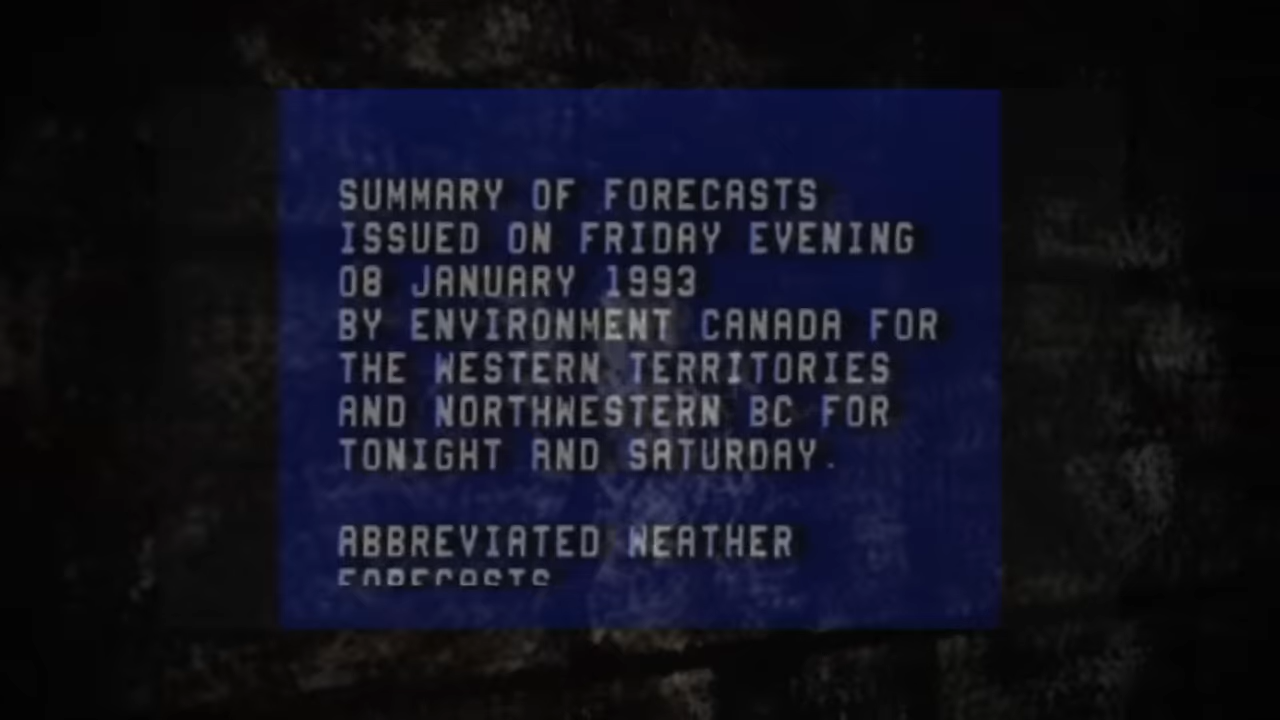 SUMMARY OF FORECASTS
ISSUED ON FRIDAY EVENING
08 JANUARY 1993
BY ENVIRONMENT CANADA FOR
THE WESTERN TERRITORIES
AND NORTHWESTERN BC FOR
TONIGHT AND SATURDAY.
ABBREVIATED WEATHER
FORECASTS